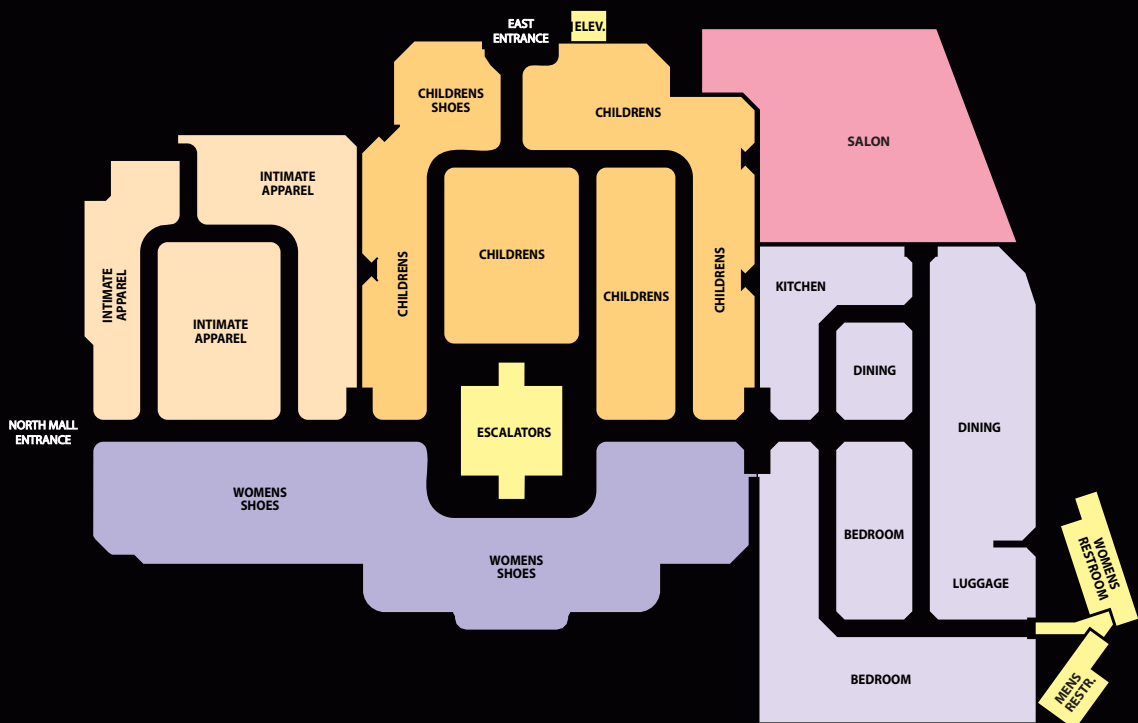 EAST
ENTRANCE
ELEV.
CHILDRENS
SHOES
CHILDRENS
SALON
INTIMATE
APPAREL
INTIMATE
APPAREL
INTIMATE
APPAREL
CHILDRENS
CHILDRENS
CHILDRENS
CHILDRENS
KITCHEN
DINING
DINING
NORTH MALL
ENTRANCE
ESCALATORS
WOMENS
SHOES
WOMENS
SHOES
BEDROOM
LUGGAGE
WOMENS
RESTROOM
BEDROOM
MENS
RESTR.